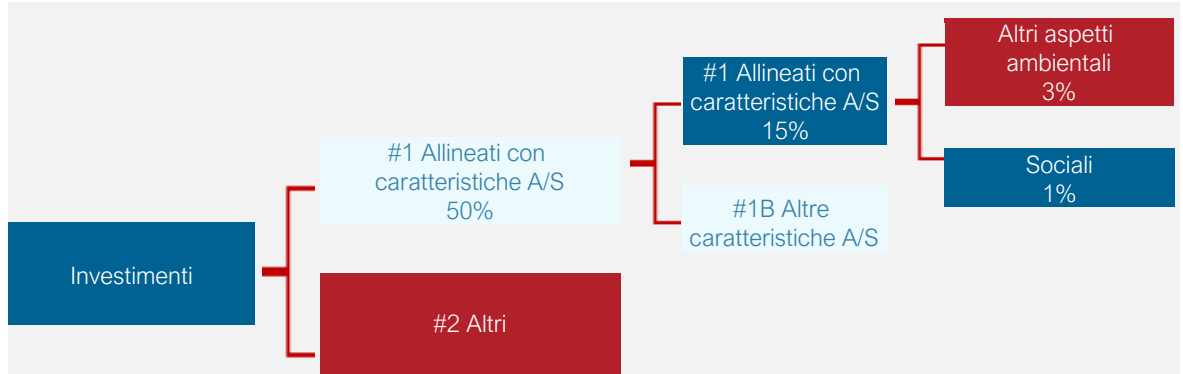 Investimenti
#1 Allineati con
caratteristiche A/S
50%
#2 Altri
#1 Allineati con
caratteristiche A/S
15%
#1B Altre
caratteristiche A/S
Altri aspetti
ambientali
3%
Sociali
1%